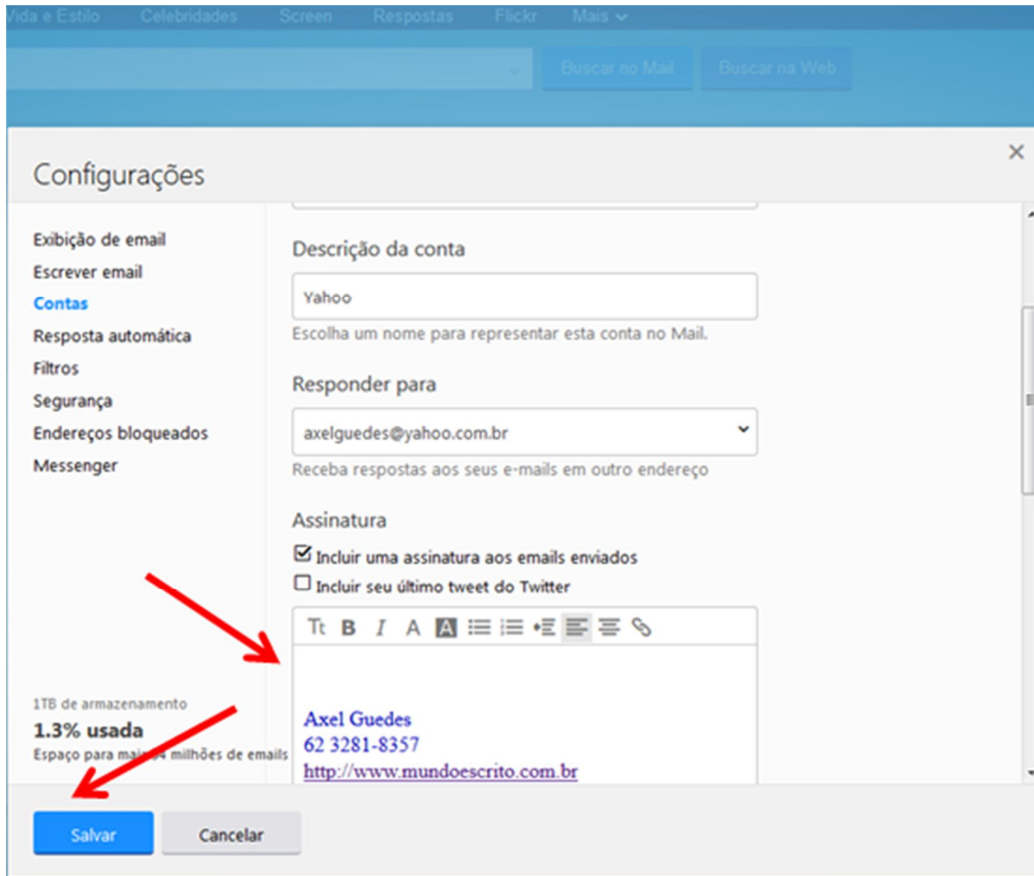 Vida e Estilo Celebridades Screen Respostas Flickr Mais
Buscar no Mail Buscar na Web
Configurações
Exibição de email
Escrever email
Contas
Resposta automática
Filtros
Segurança
Endereços bloqueados
Messenger
1TB de armazenamento
1.3% usada
Espaço para mais milhões de emails
Descrição da conta
Yahoo
Escolha um nome para representar esta conta no Mail.
Responder para
axelguedes@yahoo.com.br
Receba respostas aos seus e-mails em outro endereço
Assinatura
Incluir uma assinatura aos emails enviados
Incluir seu último tweet do Twitter
Tt B I A A
Axel Guedes
62 3281-8357
http://www.mundoescrito.com.br
Salvar Cancelar